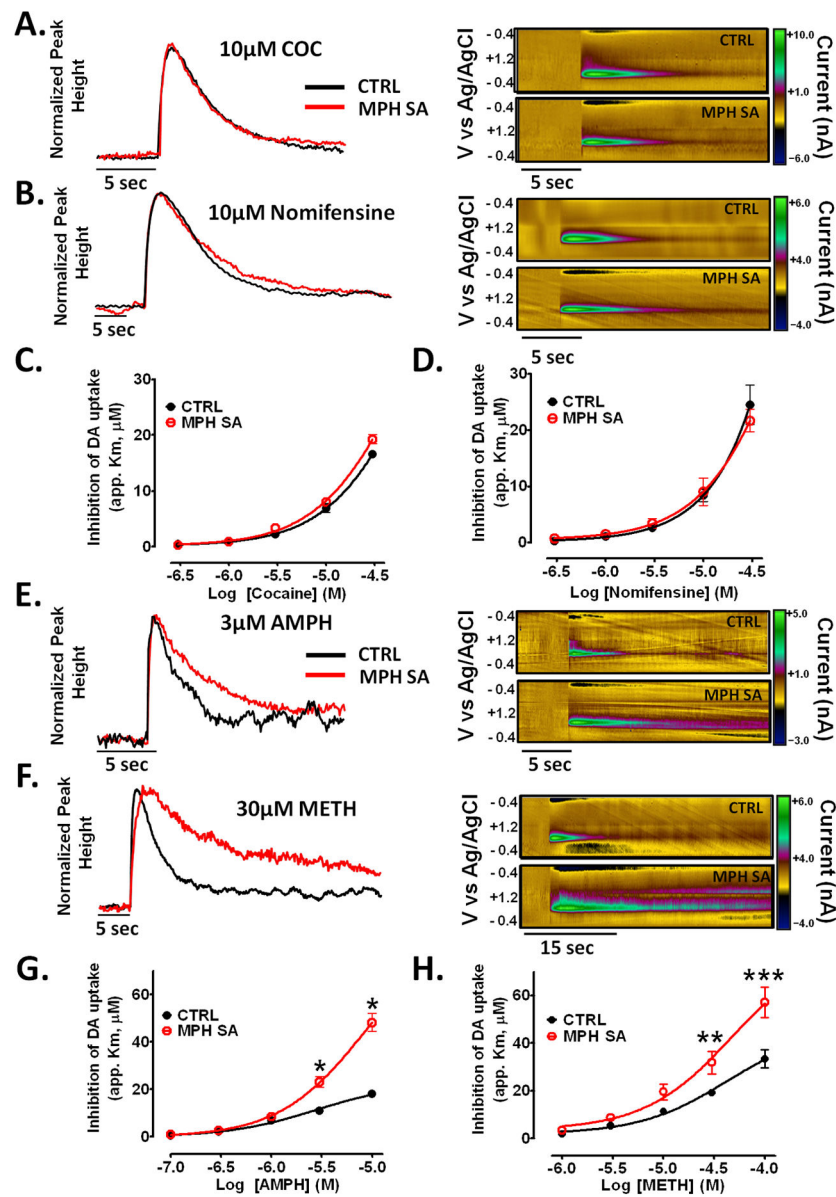 A.
10µM COC
CTRL
MPH SA
Normalized Peak
Height
5 sec
V vs Ag/AgCl
-0.4
+1.2
-0.4
+1.2
-0.4
CTRL
MPH SA
5 sec
+10.0
+1.0
-6.0
Current (nA)
B.
10µM Nomifensine
Normalized Peak
Height
5 sec
V vs Ag/AgCl
-0.4
+1.2
-0.4
+1.2
-0.4
CTRL
MPH SA
5 sec
+6.0
+4.0
-4.0
Current (nA)
C.
CTRL
MPH SA
Inhibition of DA uptake
(app. Km, µM)
30
20
10
0
-6.5 -6.0 -5.5 -5.0 -4.5
Log [Cocaine] (M)
D.
CTRL
MPH SA
Inhibition of DA uptake
(app. Km, µM)
30
20
10
0
-6.5 -6.0 -5.5 -5.0 -4.5
Log [Nomifensine] (M)
E.
3µM AMPH
CTRL
MPH SA
Normalized Peak
Height
5 sec
V vs Ag/AgCl
-0.4
+1.2
-0.4
+1.2
-0.4
CTRL
MPH SA
5 sec
+5.0
+1.0
-3.0
Current (nA)
F.
30µM METH
Normalized Peak
Height
5 sec
V vs Ag/AgCl
-0.4
+1.2
-0.4
+1.2
-0.4
CTRL
MPH SA
15 sec
+6.0
+4.0
-4.0
Current (nA)
G.
CTRL
MPH SA
Inhibition of DA uptake
(app. Km, µM)
60
40
20
0
* *
-7.0 -6.5 -6.0 -5.5 -5.0
Log [AMPH] (M)
H.
CTRL
MPH SA
Inhibition of DA uptake
(app. Km, µM)
60
40
20
0
** ***
-6.0 -5.5 -5.0 -4.5 -4.0
Log [METH] (M)